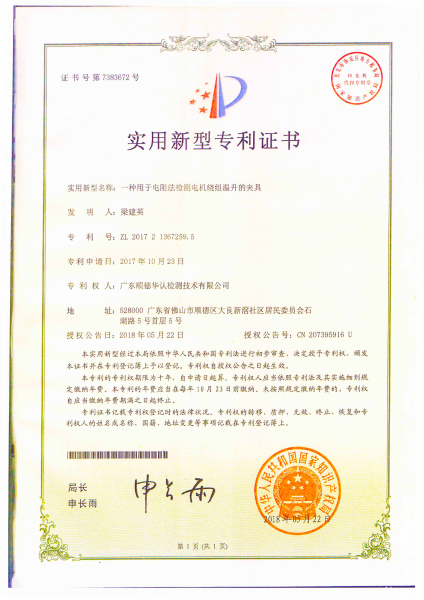 证书号第7383672号
实用新型专利证书
实用新型名称：一种用于电阻法检测电机绕组温升的夹具
发 明 人：梁建英
专 利 号：ZL 2017 2 1367259.5
专利申请日：2017年10月23日
专 利 权 人：广东顺德华认检测技术有限公司
地 址：528000 广东省佛山市顺德区大良新滘社区居民委员会石
湖路5号首层5号
授权公告日：2018年05月22日 授权公告号：CN 207395916 U
本实用新型经过本局依照中华人民共和国专利法进行初步审查，决定授予专利权，颁发
本证书并在专利登记簿上予以登记。专利权自授权公告之日起生效。
本专利的专利权期限为十年，自申请日起算。专利权人应当依照专利法及其实施细则规
定缴纳年费。本专利的年费应当在每年10月23日前缴纳。未按照规定缴纳年费的，专利权
自应当缴纳年费期满之日起终止。
专利证书记载专利权登记时的法律状况。专利权的转移、质押、无效、终止、恢复和专
利权人的姓名或名称、国籍、地址变更等事项记载在专利登记簿上。
局长
申长雨
申长雨
中华人民共和国国家知识产权局
2018年05月22日
第 1 页 (共 1 页)